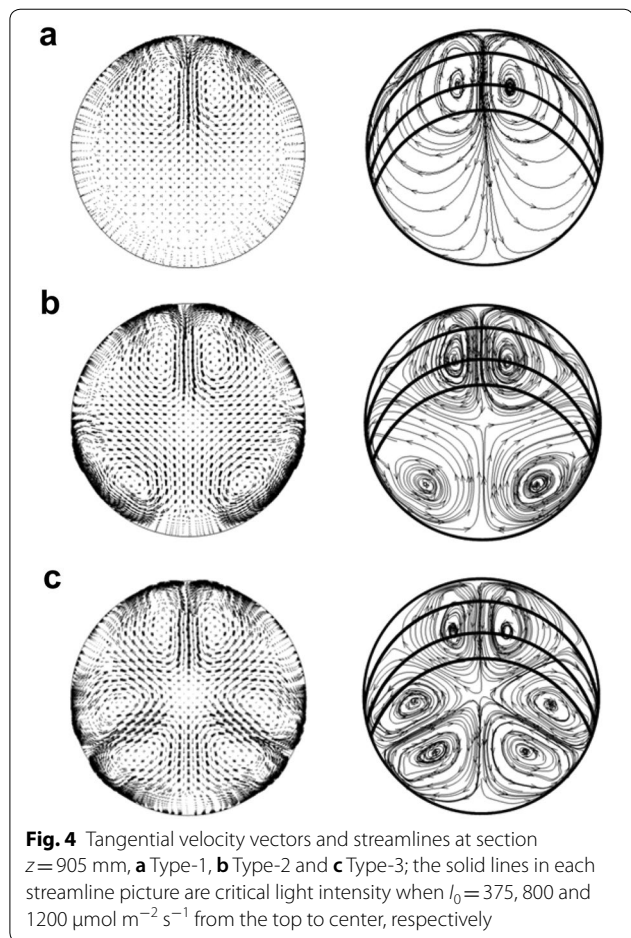 a
b
c
Fig. 4 Tangential velocity vectors and streamlines at section
z = 905 mm, a Type-1, b Type-2 and c Type-3; the solid lines in each
streamline picture are critical light intensity when I₀ = 375, 800 and
1200 μmol m⁻² s⁻¹ from the top to center, respectively